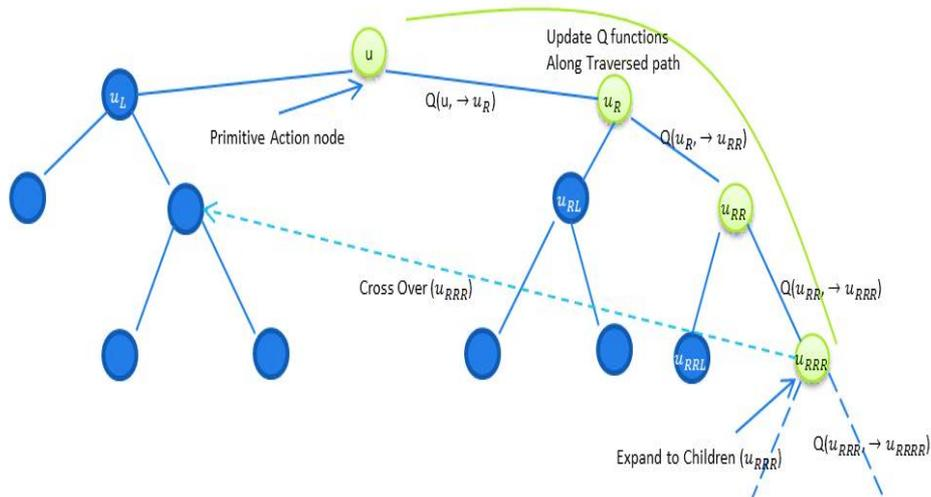 u
Update Q functions
Along Traversed path
u_L
Q(u, → u_R)
u_R
Primitive Action node
Q(u_R, → u_RR)
u_RL
u_RR
Cross Over (u_RRR)
Q(u_RR, → u_RRR)
u_RRL
u_RRR
Expand to Children (u_RRR)
Q(u_RRR, → u_RRRR)